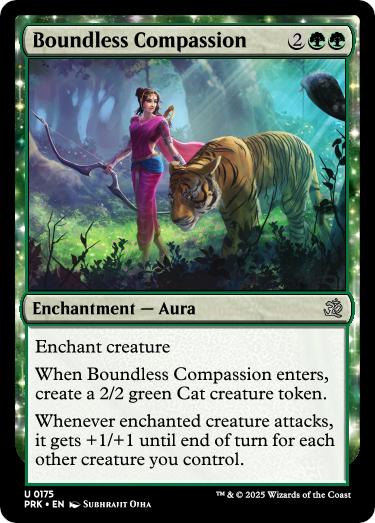 Boundless Compassion 2
Enchantment — Aura
Enchant creature
When Boundless Compassion enters,
create a 2/2 green Cat creature token.
Whenever enchanted creature attacks,
it gets +1/+1 until end of turn for each
other creature you control.
U 0175
PRK • EN Subhrajit Ojha
™ & © 2025 Wizards of the Coast